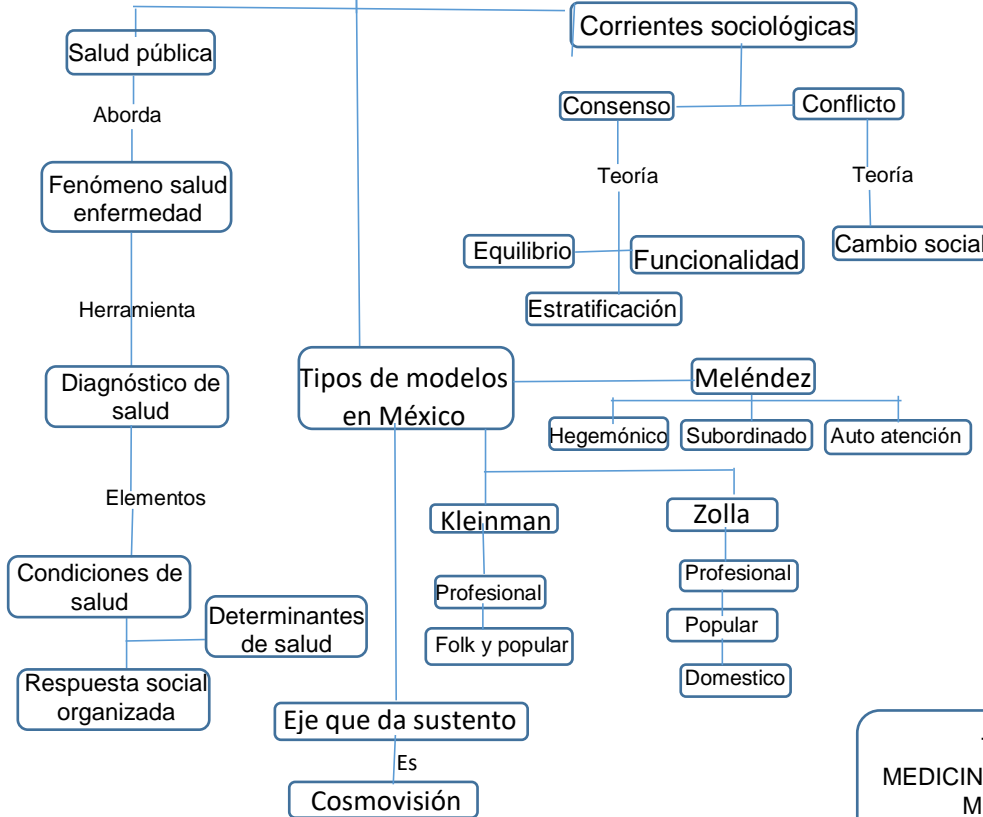 Salud pública
Aborda
Fenómeno salud
enfermedad
Herramienta
Diagnóstico de
salud
Elementos
Condiciones de
salud
Determinantes
de salud
Respuesta social
organizada
Corrientes sociológicas
Consenso
Conflicto
Teoría
Teoría
Equilibrio
Funcionalidad
Estratificación
Cambio social
Tipos de modelos
en México
Meléndez
Hegemónico
Subordinado
Auto atención
Kleinman
Profesional
Folk y popular
Zolla
Profesional
Popular
Domestico
Eje que da sustento
Es
Cosmovisión